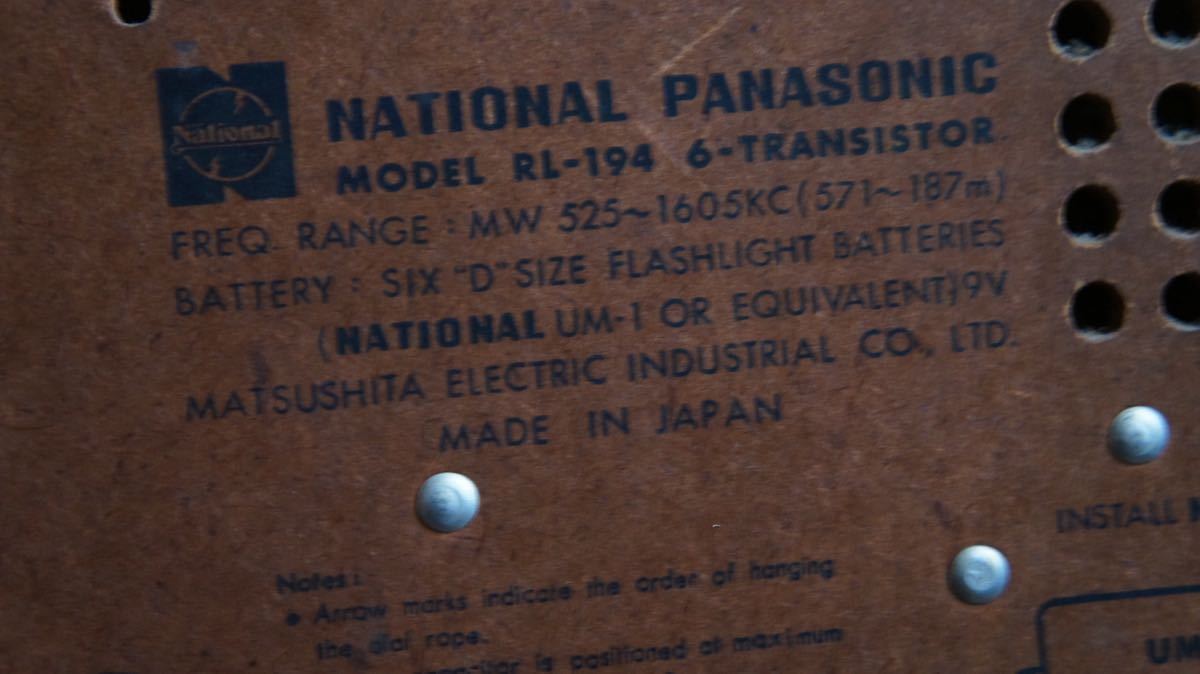 National
NATIONAL PANASONIC
MODEL RL-194 6-TRANSISTOR.
FREQ. RANGE : MW 525~1605KC(571~187m)
BATTERY : SIX "D" SIZE FLASHLIGHT BATTERIES
(NATIONAL UM-1 OR EQUIVALENT)9V
MATSUSHITA ELECTRIC INDUSTRIAL CO., LTD.
MADE IN JAPAN
INSTALL
Notes:
• Arrow marks indicate the order of hanging
the dial rope.
is positioned at maximum
UM